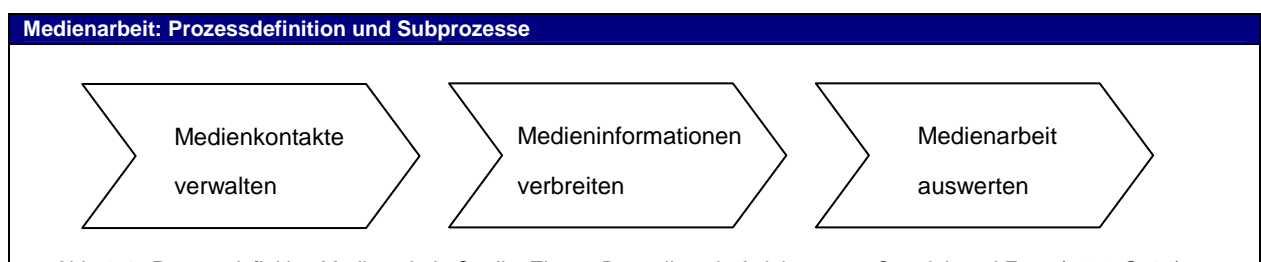 Medienarbeit: Prozessdefinition und Subprozesse
Medienkontakte
verwalten
Medieninformationen
verbreiten
Medienarbeit
auswerten